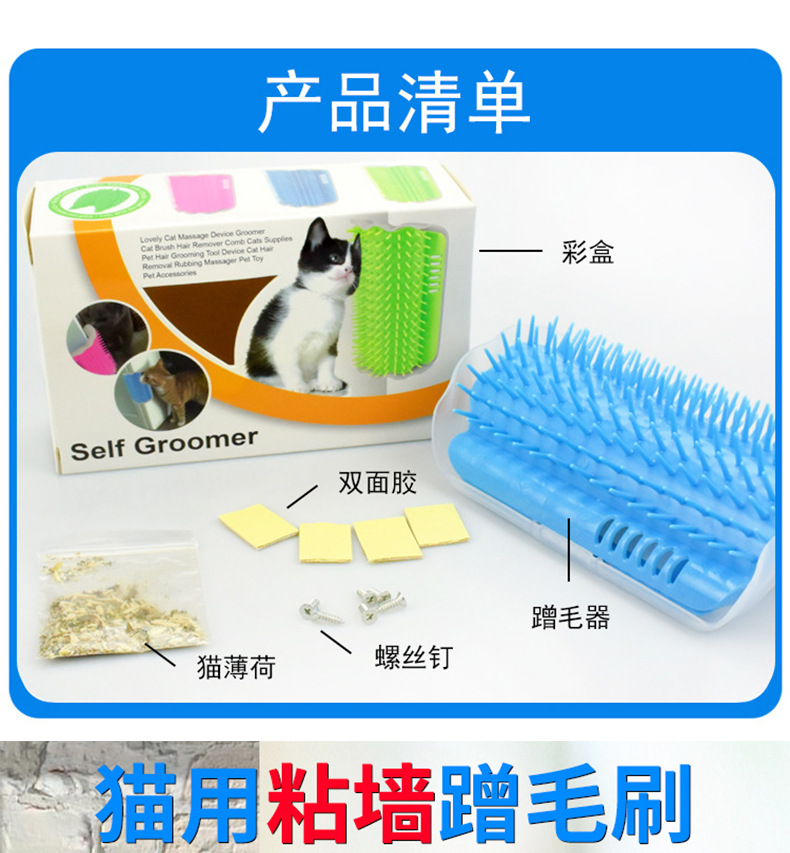 产品清单
Lovely Cat Massage Device Groomer
Cat Brush Hair Remover Comb Cats Supplies
Pet Hair Grooming Tool Device Cat Hair
Removal Rubbing Massager Pet Toy
Pet Accessories
彩盒
Self Groomer
双面胶
蹭毛器
猫薄荷
螺丝钉
猫用粘墙蹭毛刷